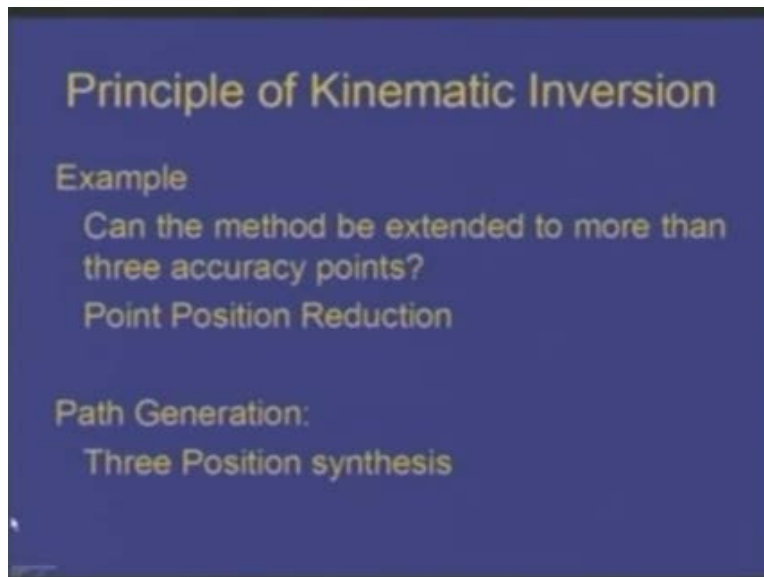 Principle of Kinematic Inversion
Example
Can the method be extended to more than
three accuracy points?
Point Position Reduction
Path Generation:
Three Position synthesis